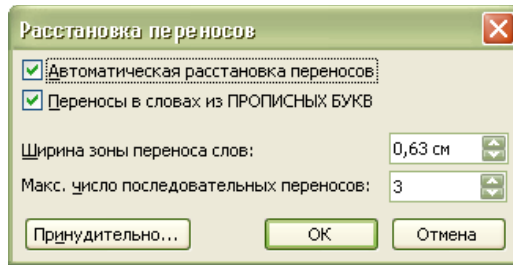 Расстановка переносов
Автоматическая расстановка переносов
Переносы в словах из ПРОПИСНЫХ БУКВ
Ширина зоны переноса слов: 0,63 см
Макс. число последовательных переносов: 3
Принудительно... ОК Отмена